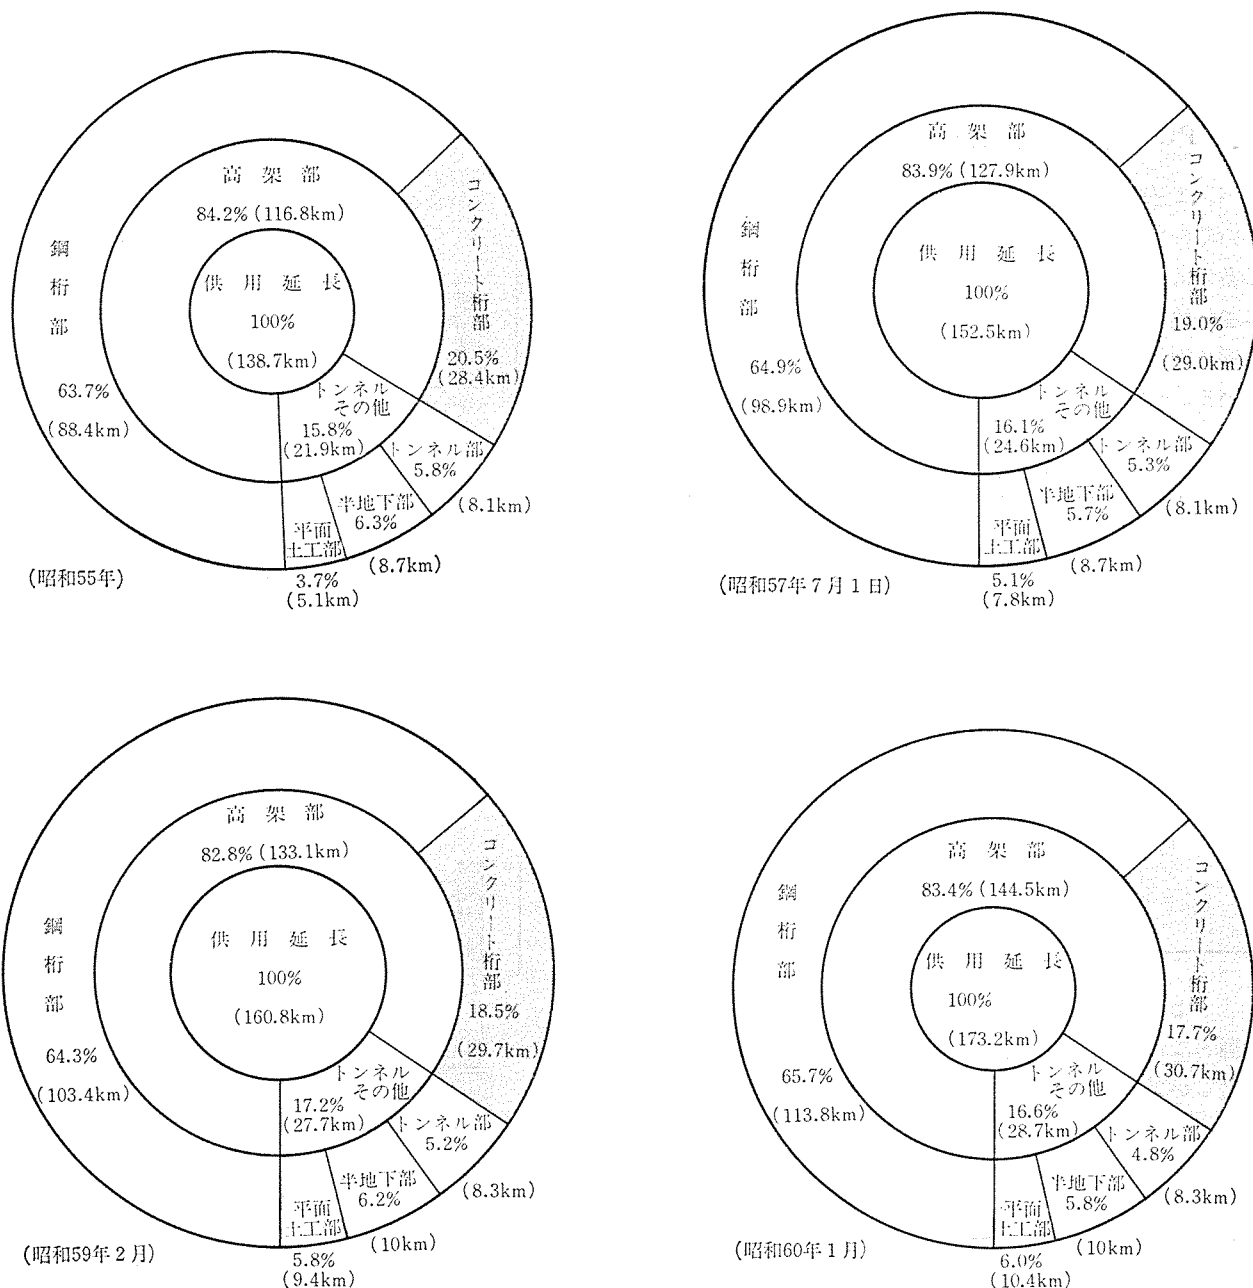 高架部
84.2% (116.8km)
供用延長
100%
(138.7km)
鋼桁部
63.7%
(88.4km)
コンクリート桁部
20.5%
(28.4km)
トンネル
その他
15.8%
(21.9km)
トンネル部
5.8%
(8.1km)
半地下部
6.3%
(8.7km)
平面
土工部
3.7%
(5.1km)
(昭和55年)
高架部
83.9% (127.9km)
供用延長
100%
(152.5km)
鋼桁部
64.9%
(98.9km)
コンクリート桁部
19.0%
(29.0km)
トンネル
その他
16.1%
(24.6km)
トンネル部
5.3%
(8.1km)
半地下部
5.7%
(8.7km)
平面
土工部
5.1%
(7.8km)
(昭和57年7月1日)
高架部
82.8% (133.1km)
供用延長
100%
(160.8km)
鋼桁部
64.3%
(103.4km)
コンクリート桁部
18.5%
(29.7km)
トンネル
その他
17.2%
(27.7km)
トンネル部
5.2%
(8.3km)
半地下部
6.2%
(10km)
平面
土工部
5.8%
(9.4km)
(昭和59年2月)
高架部
83.4% (144.5km)
供用延長
100%
(173.2km)
鋼桁部
65.7%
(113.8km)
コンクリート桁部
17.7%
(30.7km)
トンネル
その他
16.6%
(28.7km)
トンネル部
4.8%
(8.3km)
半地下部
5.8%
(10km)
平面
土工部
6.0%
(10.4km)
(昭和60年1月)